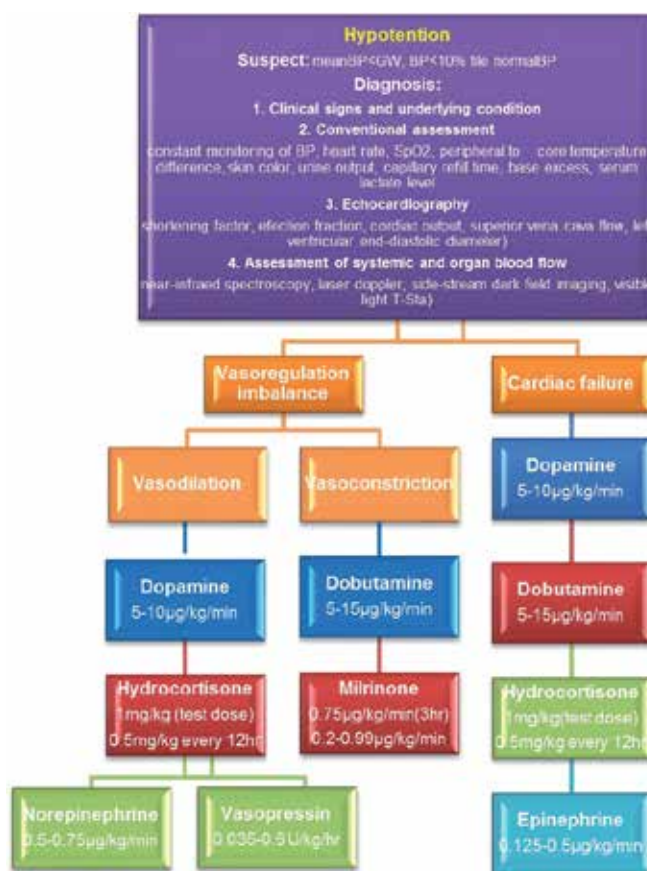 Hypotention
Suspect: meanBP<GW, BP<10% tile normalBP
Diagnosis:
1. Clinical signs and underlying condition
2. Conventional assessment
constant monitoring of BP, heart rate, SpO2, peripheral to core temperature
difference, skin color, urine output, capillary refill time, base excess, serum
lactate level
3. Echocardiography
shortening factor, efection fraction, cardiac output, superior vena cava flow, left
ventricular end-diastolic diameter)
4. Assessment of systemic and organ blood flow
near-infraed spectroscopy, laser doppler, side-stream dark field imaging, visible
light T-Sta)
Vasoregulation
imbalance
Cardiac failure
Vasodilation
Vasoconstriction
Dopamine
5-10µg/kg/min
Dopamine
5-10µg/kg/min
Dobutamine
5-15µg/kg/min
Dobutamine
5-15µg/kg/min
Hydrocortisone
1mg/kg (test dose)
0.5mg/kg every 12hr
Milrinone
0.75µg/kg/min(3hr)
0.2-0.99µg/kg/min
Hydrocortisone
1mg/kg(test dose)
0.5mg/kg every 12hr
Norepinephrine
0.5-0.75µg/kg/min
Vasopressin
0.035-0.6U/kg/hr
Epinephrine
0.125-0.5µg/kg/min